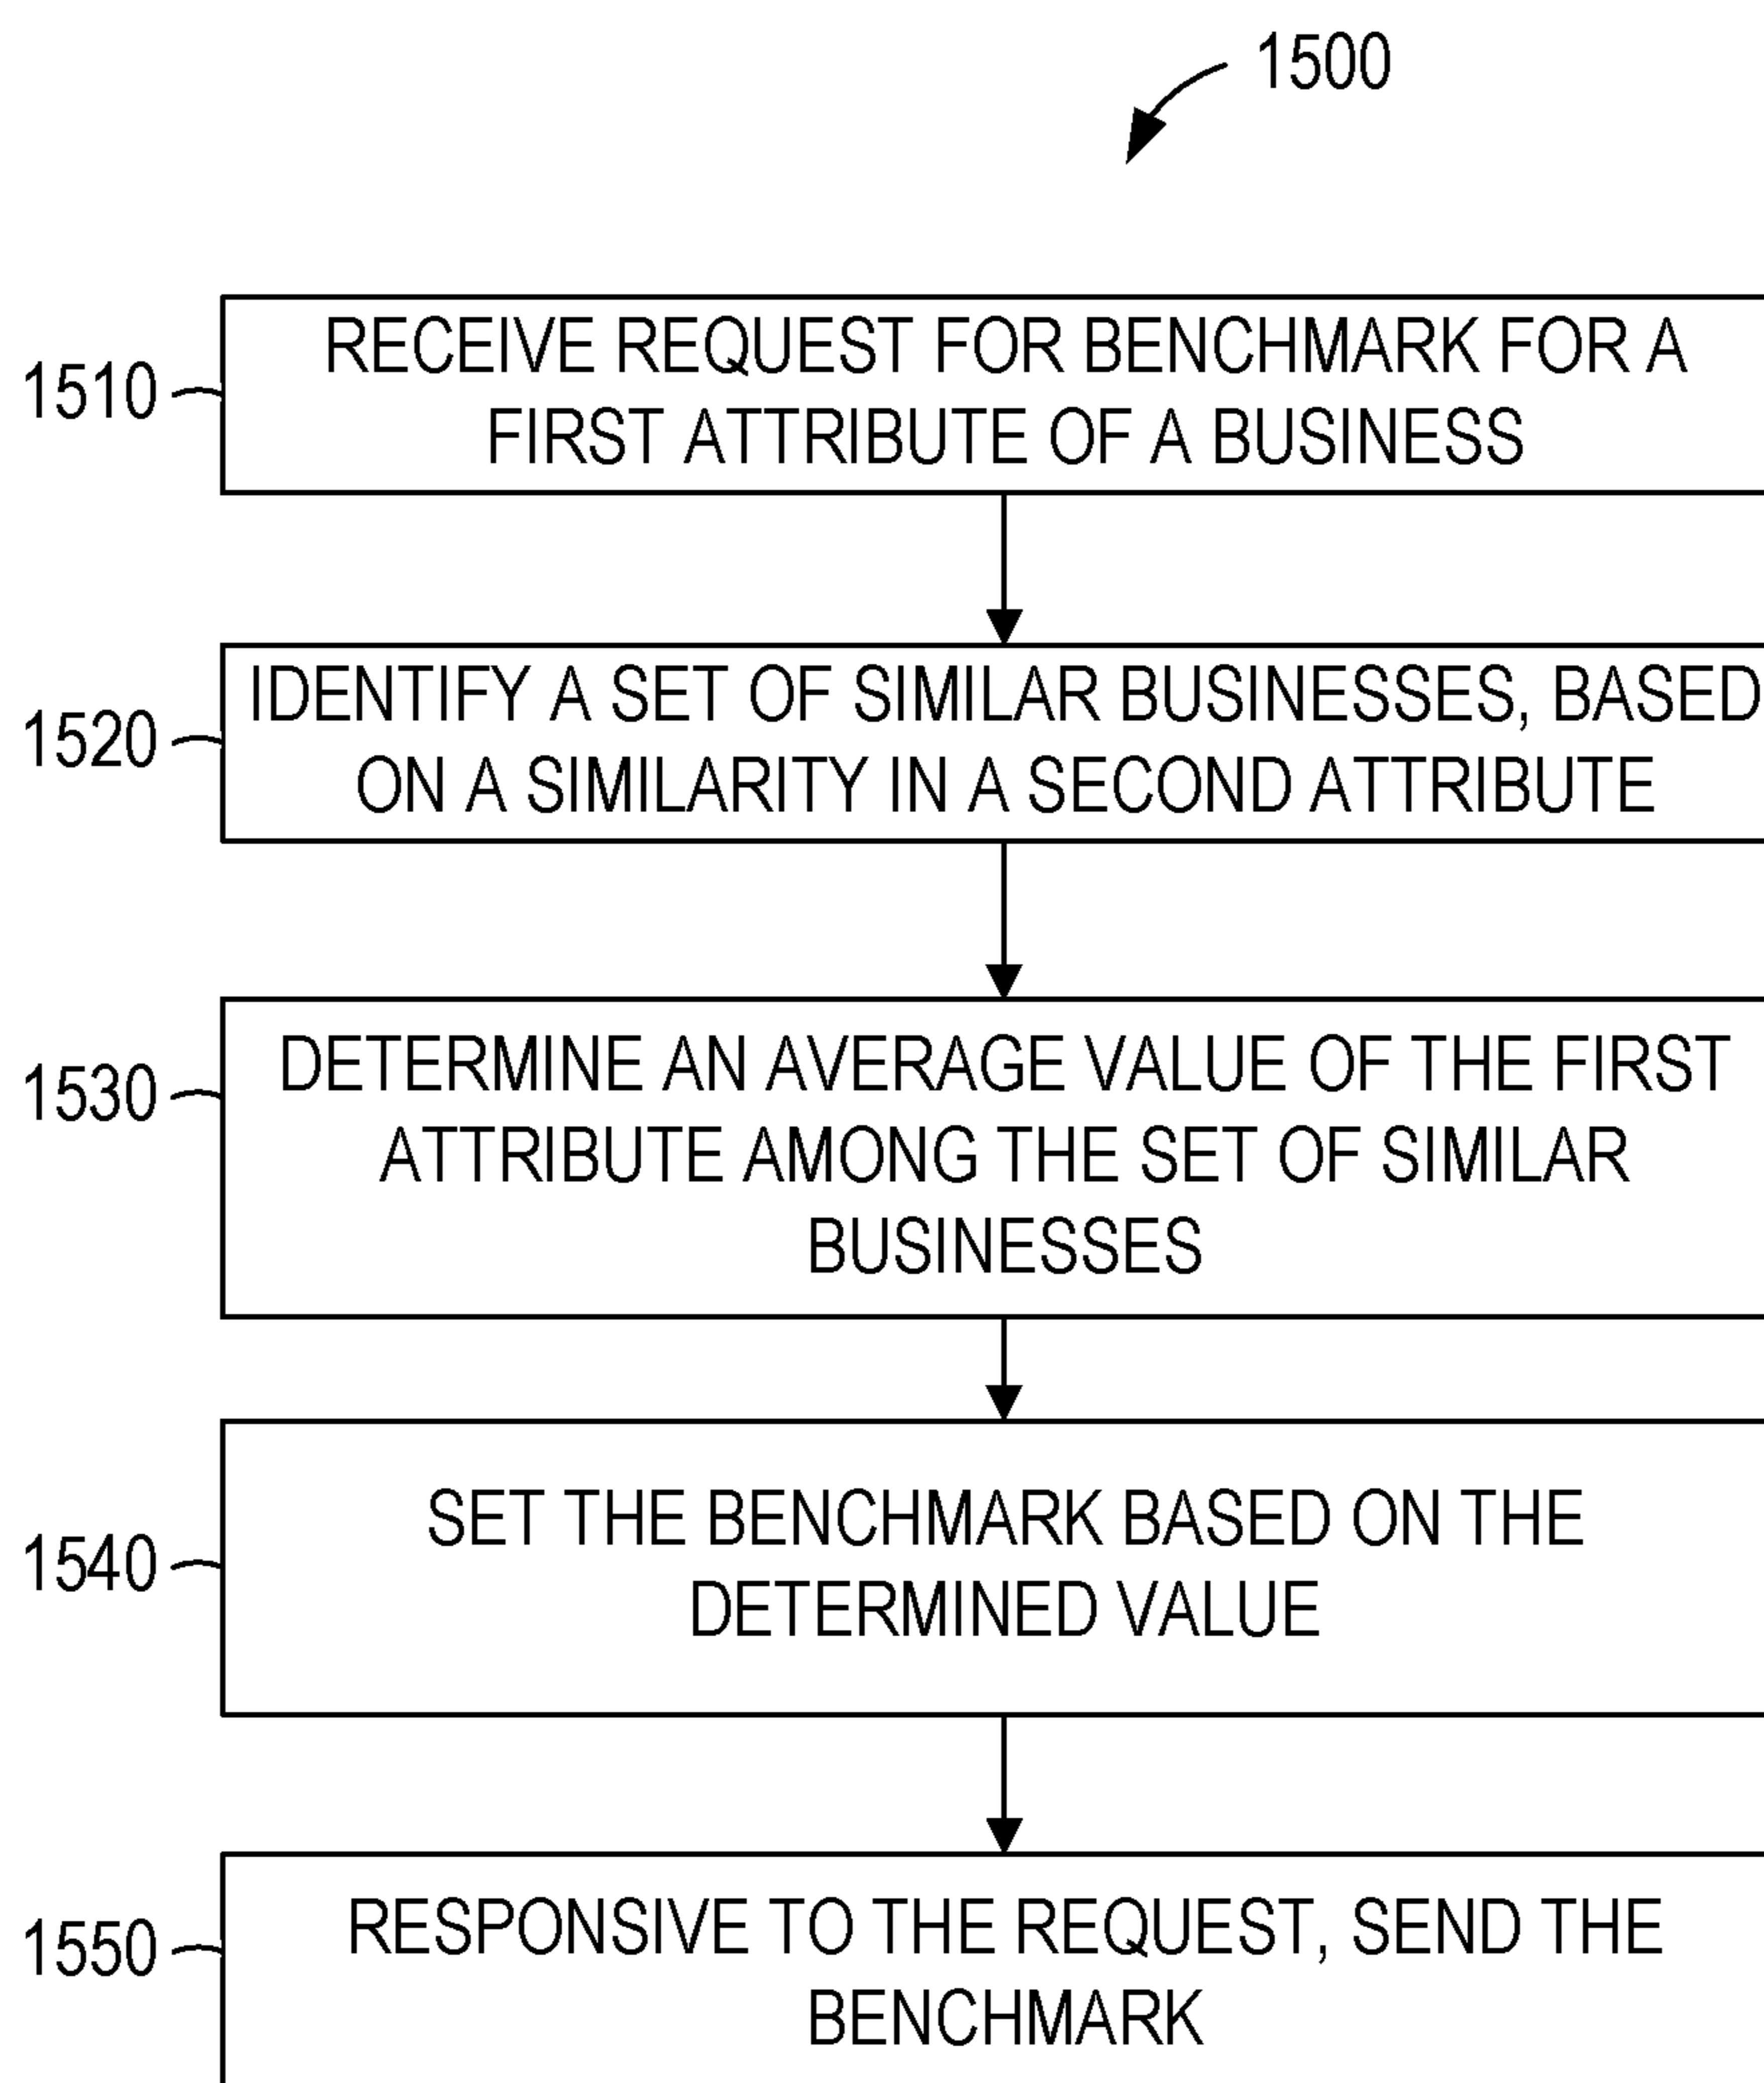 1500
1510
RECEIVE REQUEST FOR BENCHMARK FOR A
FIRST ATTRIBUTE OF A BUSINESS
1520
IDENTIFY A SET OF SIMILAR BUSINESSES, BASED
ON A SIMILARITY IN A SECOND ATTRIBUTE
1530
DETERMINE AN AVERAGE VALUE OF THE FIRST
ATTRIBUTE AMONG THE SET OF SIMILAR
BUSINESSES
1540
SET THE BENCHMARK BASED ON THE
DETERMINED VALUE
1550
RESPONSIVE TO THE REQUEST, SEND THE
BENCHMARK